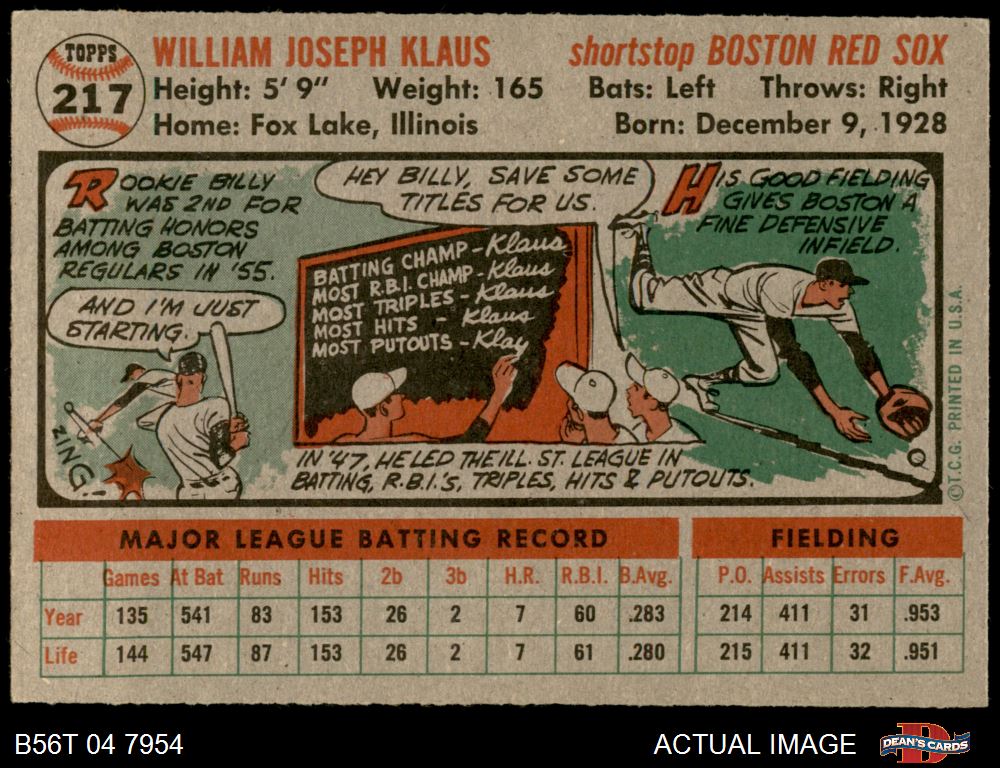 TOPPS
217
WILLIAM JOSEPH KLAUS
shortstop BOSTON RED SOX
Height: 5' 9" Weight: 165 Bats: Left Throws: Right
Home: Fox Lake, Illinois Born: December 9, 1928
ROOKIE BILLY
WAS 2ND FOR
BATTING HONORS
AMONG BOSTON
REGULARS IN '55.
AND I'M JUST
STARTING.
ZING!
HEY BILLY, SAVE SOME
TITLES FOR US.
BATTING CHAMP - Klaus
MOST R.B.I. CHAMP - Klaus
MOST TRIPLES - Klaus
MOST HITS - Klaus
MOST PUTOUTS - Klau
IN '47, HE LED THE ILL. ST. LEAGUE IN
BATTING, R.B.I.'S, TRIPLES, HITS & PUTOUTS.
HIS GOOD FIELDING
GIVES BOSTON A
FINE DEFENSIVE
INFIELD.
©T.C.G. PRINTED IN U.S.A.
MAJOR LEAGUE BATTING RECORD FIELDING
Games At Bat Runs Hits 2b 3b H.R. R.B.I. B.Avg. P.O. Assists Errors F.Avg.
Year 135 541 83 153 26 2 7 60 .283 214 411 31 .953
Life 144 547 87 153 26 2 7 61 .280 215 411 32 .951
B56T 04 7954
ACTUAL IMAGE
D
DEAN'S CARDS